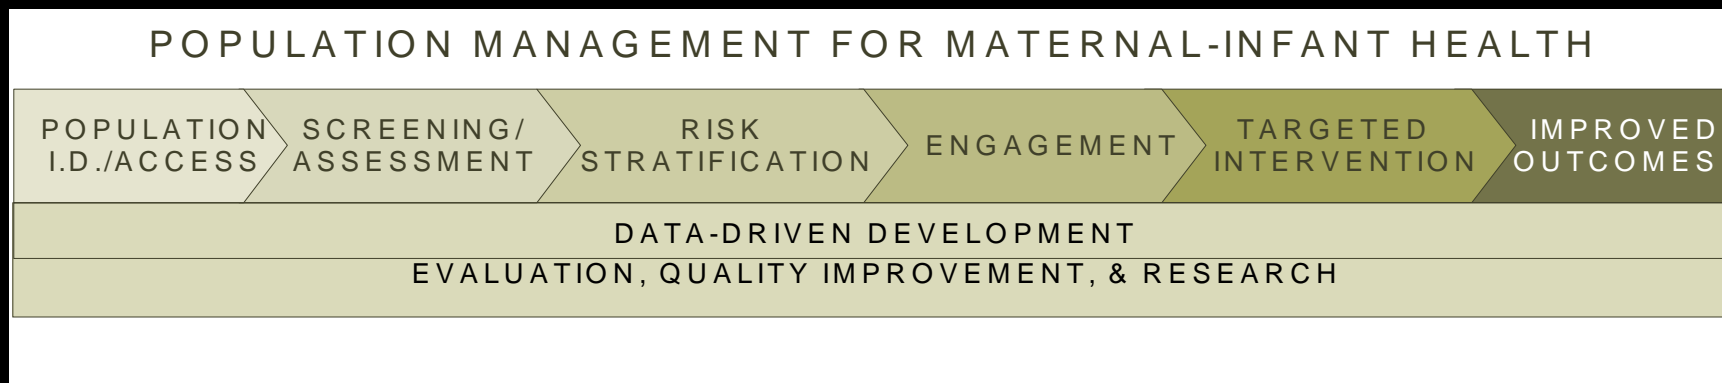 POPULATION MANAGEMENT FOR MATERNAL-INFANT HEALTH
POPULATION
I.D./ACCESS
SCREENING/
ASSESSMENT
RISK
STRATIFICATION
ENGAGEMENT
TARGETED
INTERVENTION
IMPROVED
OUTCOMES
DATA-DRIVEN DEVELOPMENT
EVALUATION, QUALITY IMPROVEMENT, & RESEARCH